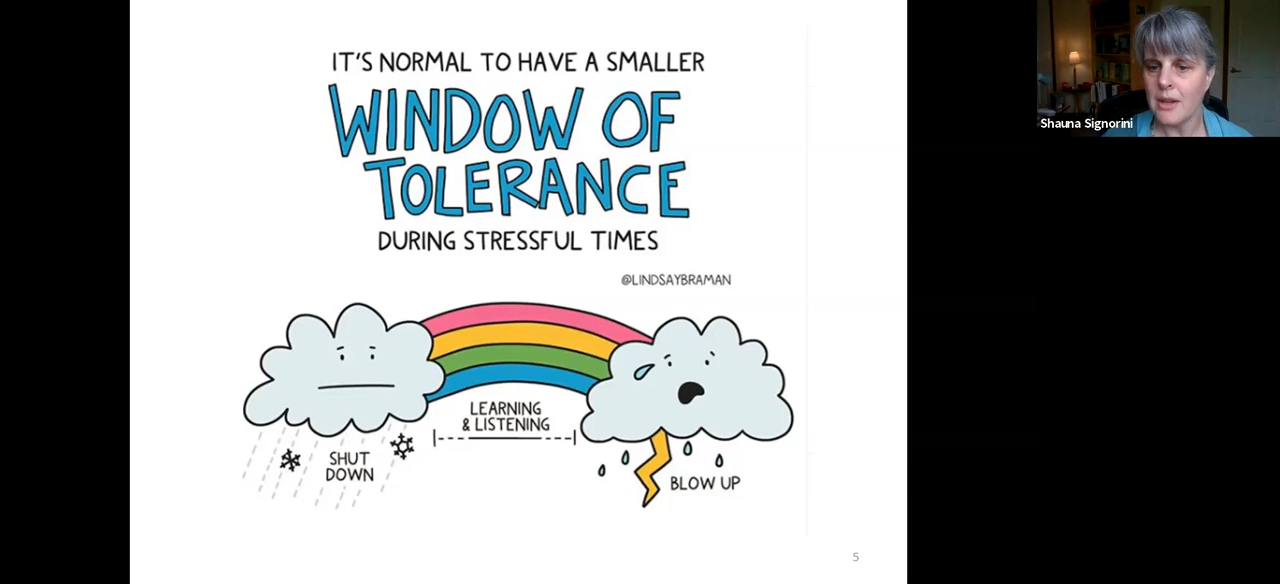 IT'S NORMAL TO HAVE A SMALLER
WINDOW OF
TOLERANCE
DURING STRESSFUL TIMES
@LINDSAYBRAMAN
LEARNING
& LISTENING
SHUT
DOWN
BLOW UP
5
Shauna Signorini